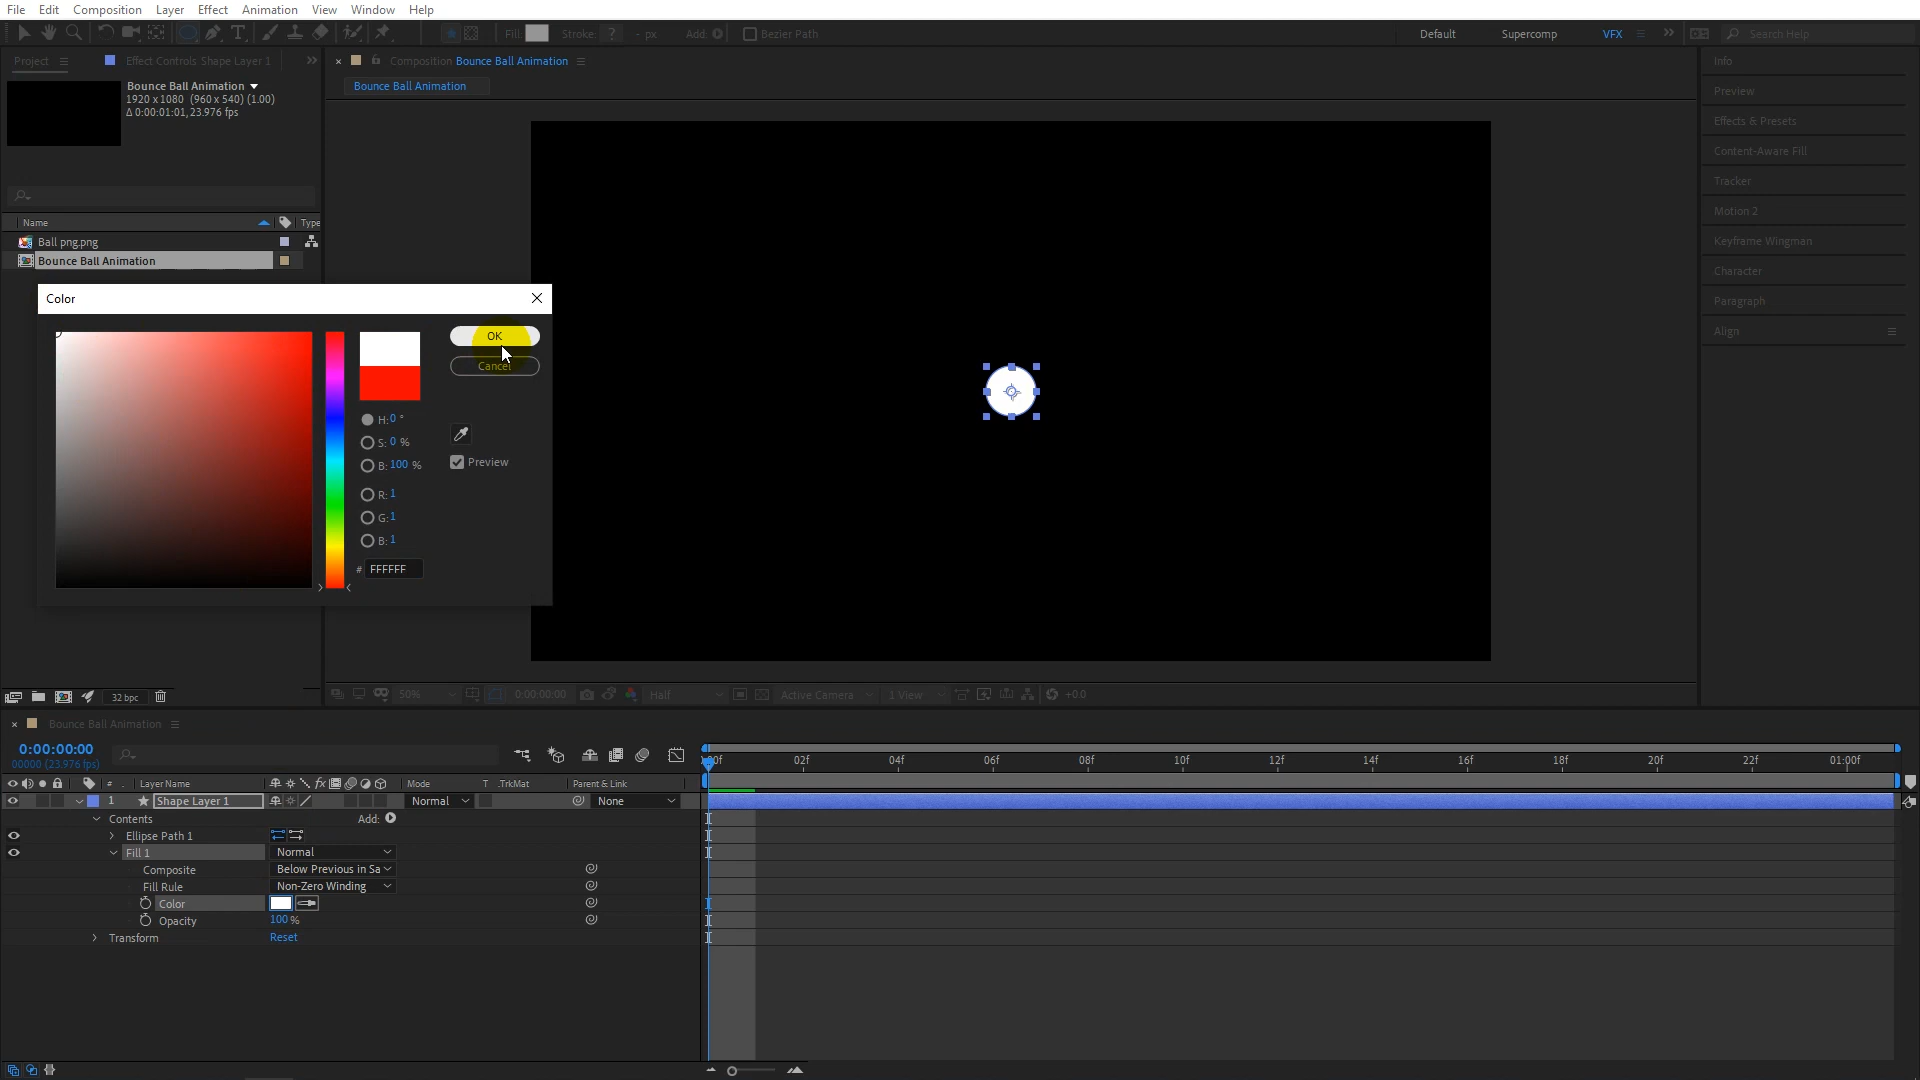 File Edit Composition Layer Effect Animation View Window Help
Fill: Stroke: ? - px Add: Bezier Path Default Supercomp VFX Search Help
Project Effect Controls Shape Layer 1
Composition Bounce Ball Animation
Bounce Ball Animation
Bounce Ball Animation
1920 x 1080 (960 x 540) (1.00)
Δ 0:00:01:01, 23.976 fps
Name Type
Ball png.png
Bounce Ball Animation
Color
OK
Cancel
H: 0 °
S: 0 %
B: 100 %
Preview
R: 1
G: 1
B: 1
# FFFFFF
Info
Preview
Effects & Presets
Content-Aware Fill
Tracker
Motion 2
Keyframe Wingman
Character
Paragraph
Align
32 bpc
50% 0:00:00:00 Half Active Camera 1 View +0.0
Bounce Ball Animation
0:00:00:00
00000 (23.976 fps)
:00f 02f 04f 06f 08f 10f 12f 14f 16f 18f 20f 22f 01:00f
# Layer Name fx Mode T .TrkMat Parent & Link
1 Shape Layer 1 Normal None
Contents Add:
Ellipse Path 1
Fill 1 Normal
Composite Below Previous in Sa
Fill Rule Non-Zero Winding
Color
Opacity 100 %
Transform Reset